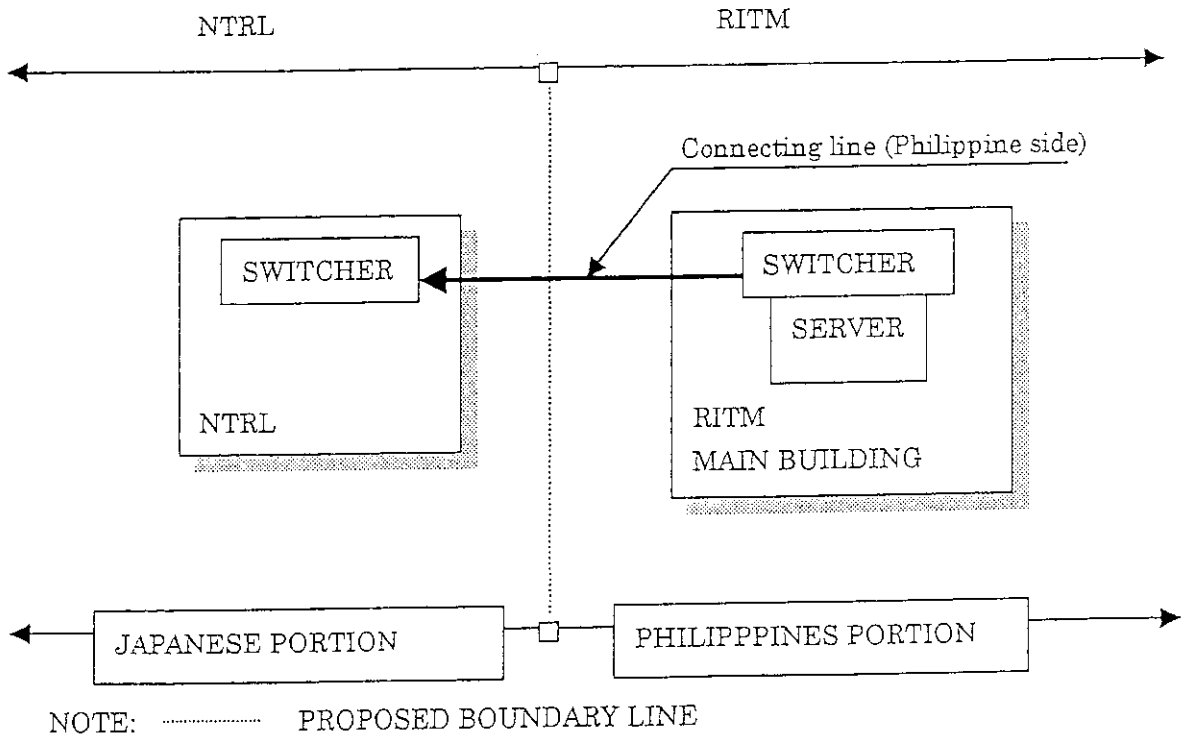 NTRL
RITM
Connecting line (Philippine side)
SWITCHER
SWITCHER
SERVER
NTRL
RITM
MAIN BUILDING
JAPANESE PORTION
PHILIPPPINES PORTION
NOTE: PROPOSED BOUNDARY LINE